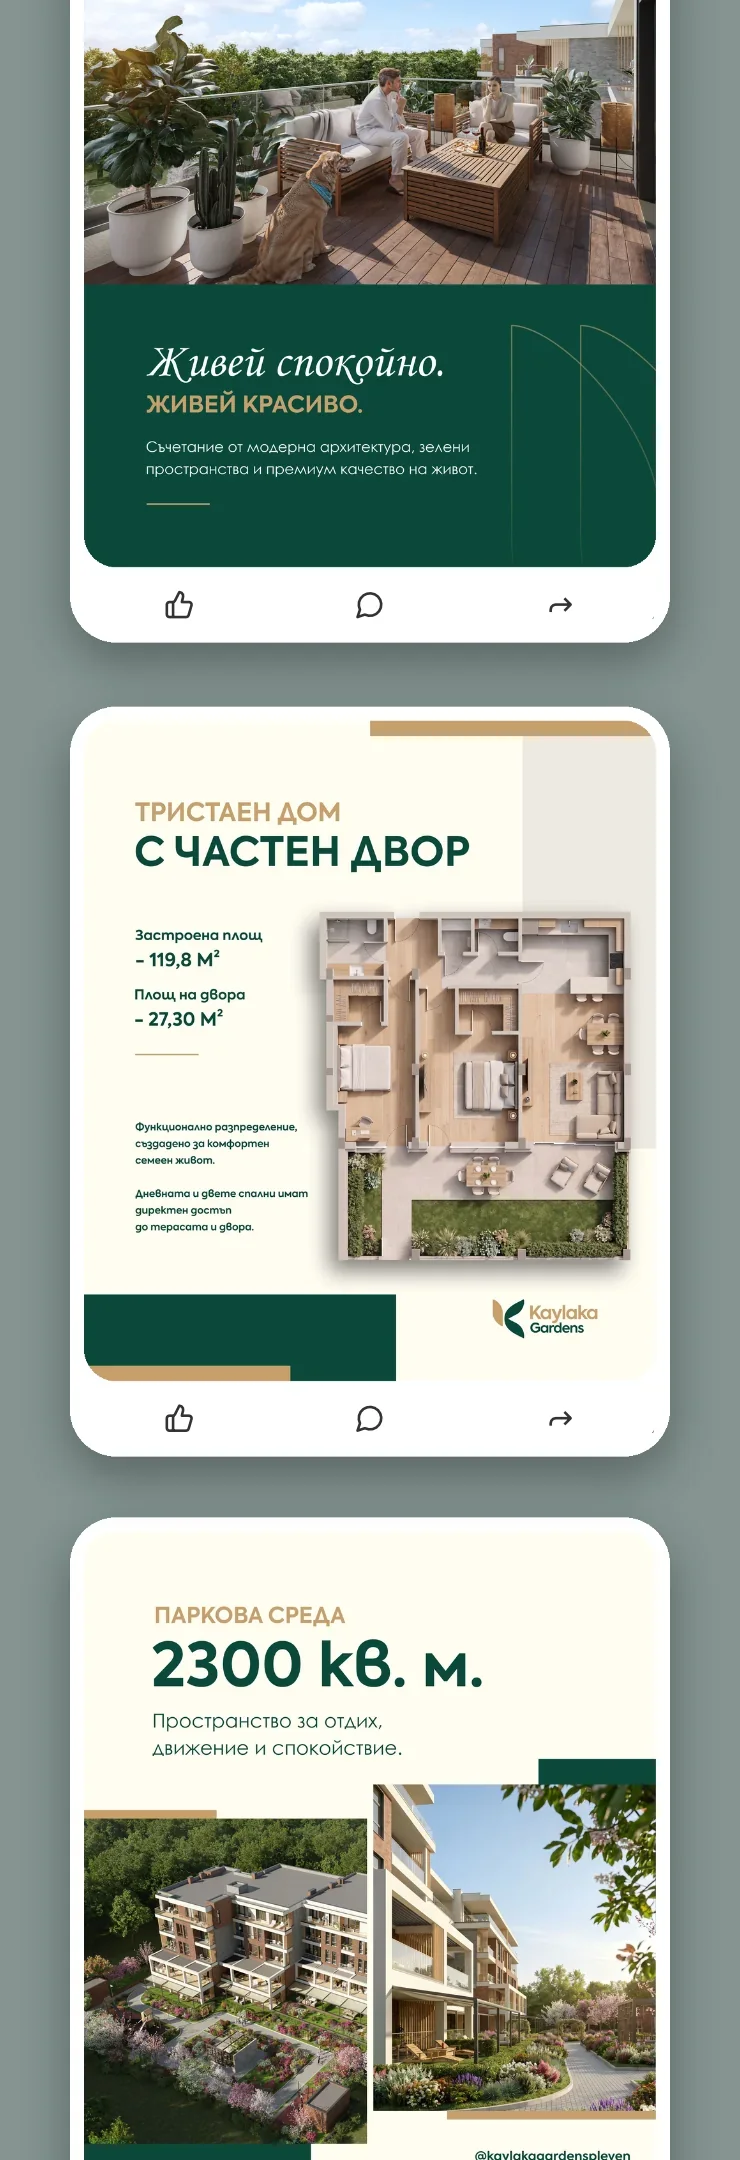 Живей спокойно.
ЖИВЕЙ КРАСИВО.
Съчетание от модерна архитектура, зелени
пространства и премиум качество на живот.
ТРИСТАЕН ДОМ
С ЧАСТЕН ДВОР
Застроена площ
- 119,8 М²
Площ на двора
- 27,30 М²
Функционално разпределение,
създадено за комфортен
семеен живот.
Дневната и двете спални имат
директен достъп
до терасата и двора.
Kaylaka
Gardens
ПАРКОВА СРЕДА
2300 кв. м.
Пространство за отдих,
движение и спокойствие.
@kaylakagardenspleven